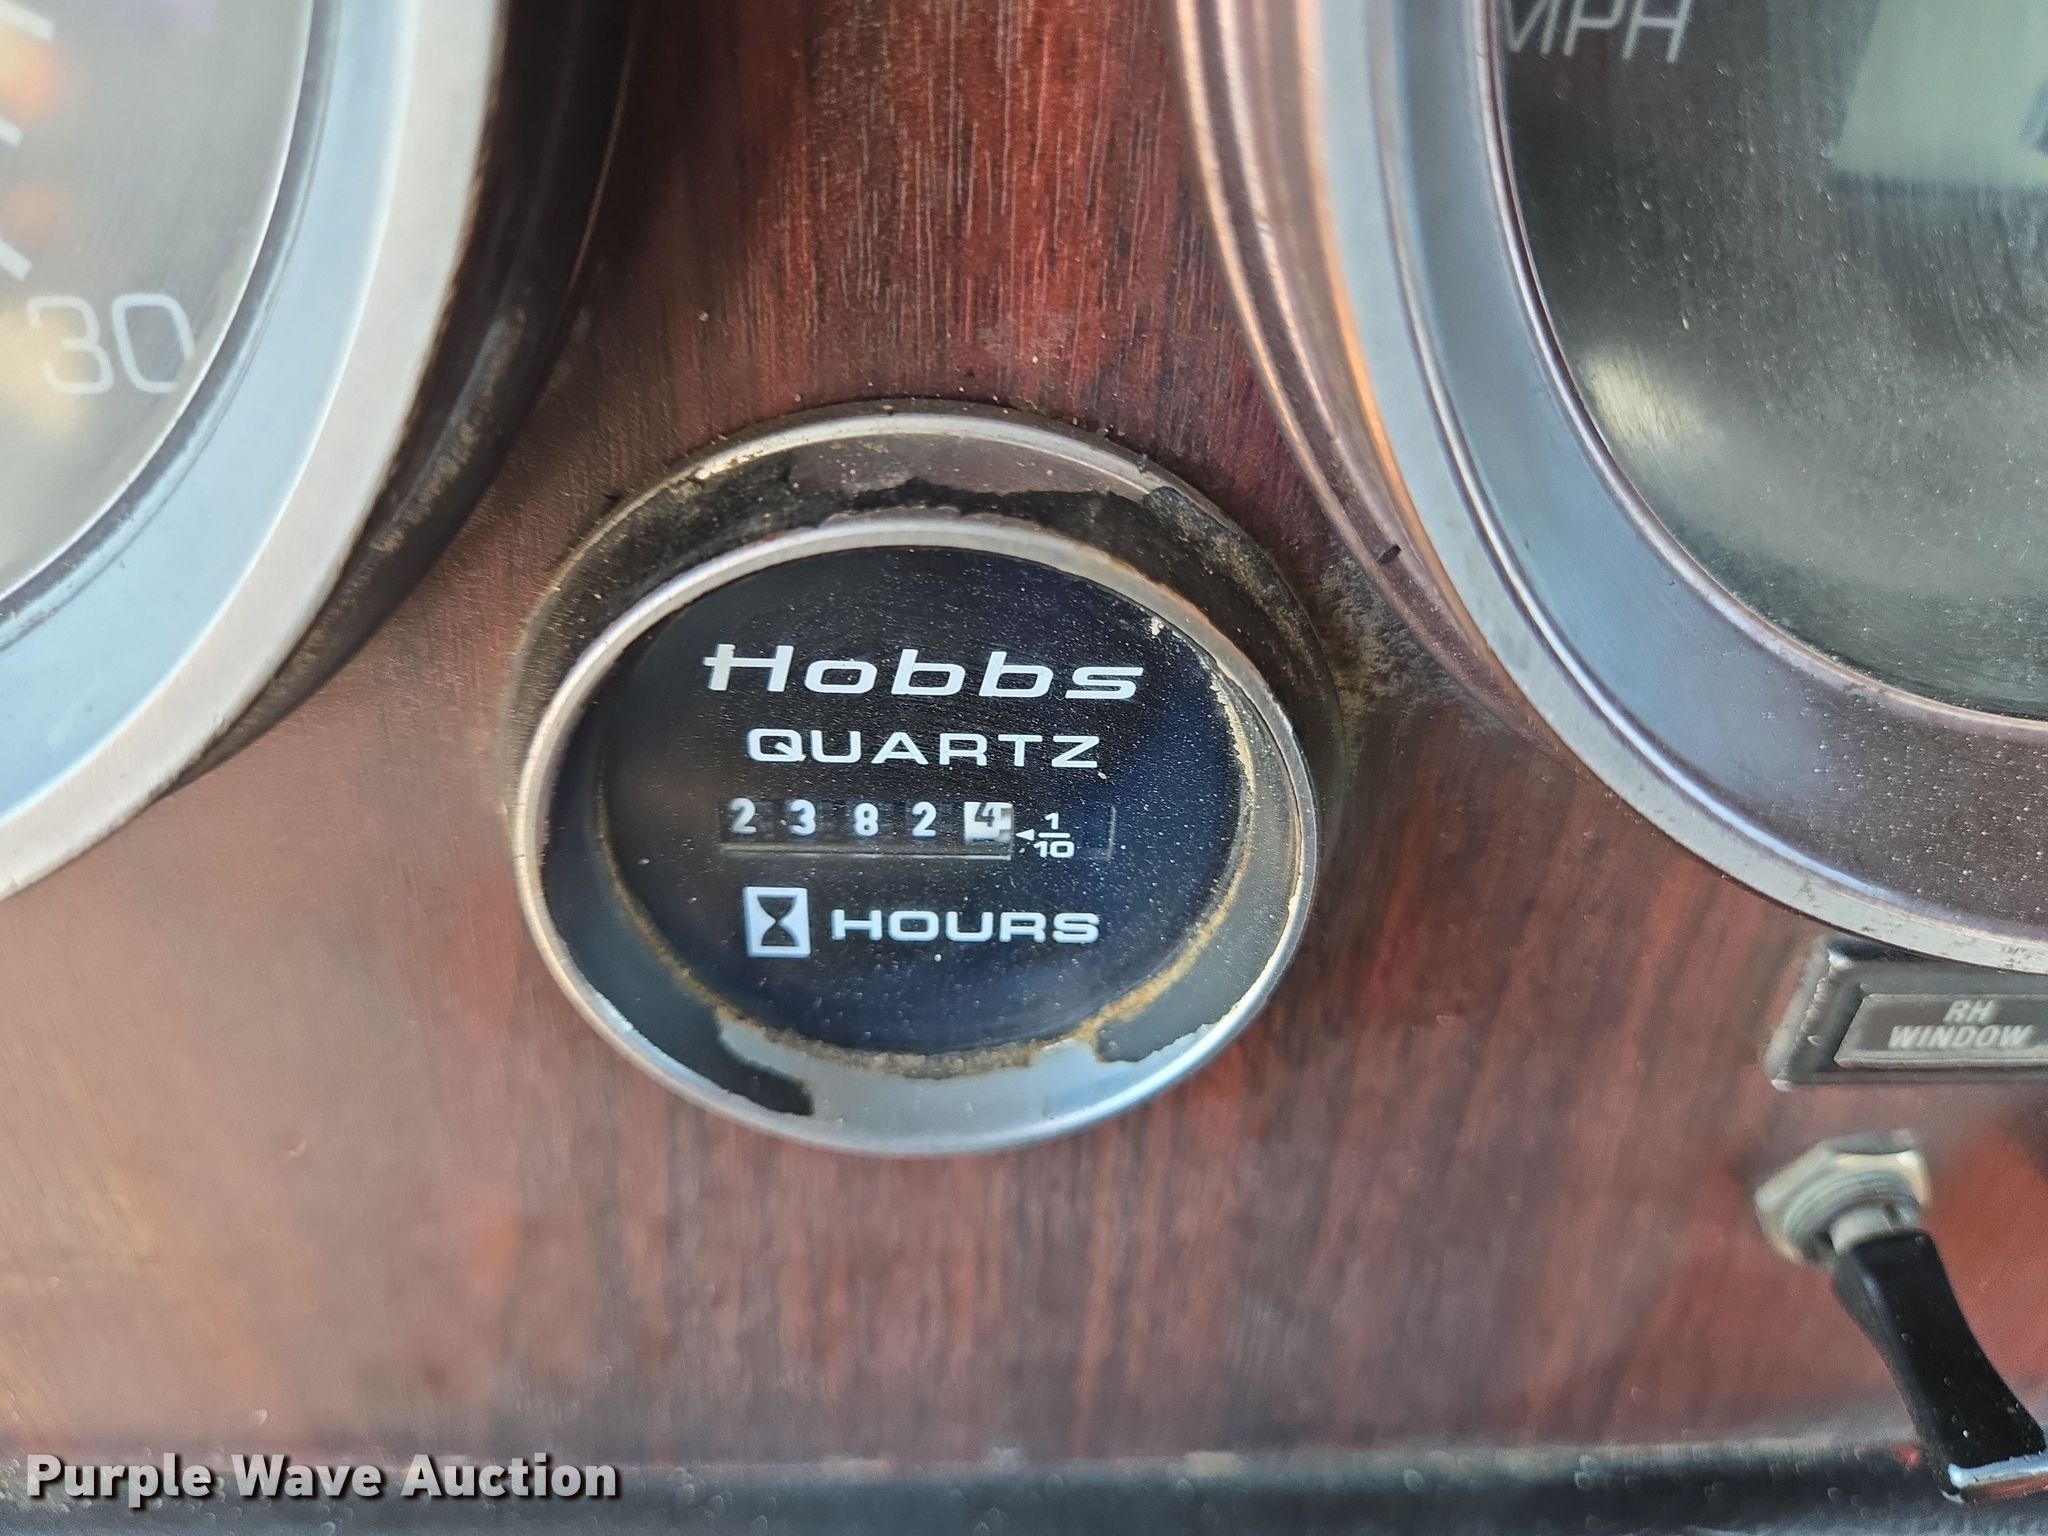 MPH
30
Hobbs
QUARTZ
2 3 8 2 4 1/10
HOURS
RH
WINDOW
Purple Wave Auction